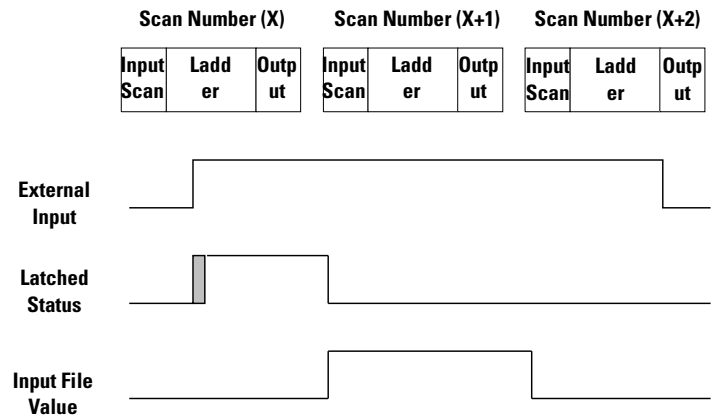 Scan Number (X) Scan Number (X+1) Scan Number (X+2)
Input Ladd Outp Input Ladd Outp Input Ladd Outp
Scan er ut Scan er ut Scan er ut
External
Input
Latched
Status
Input File
Value